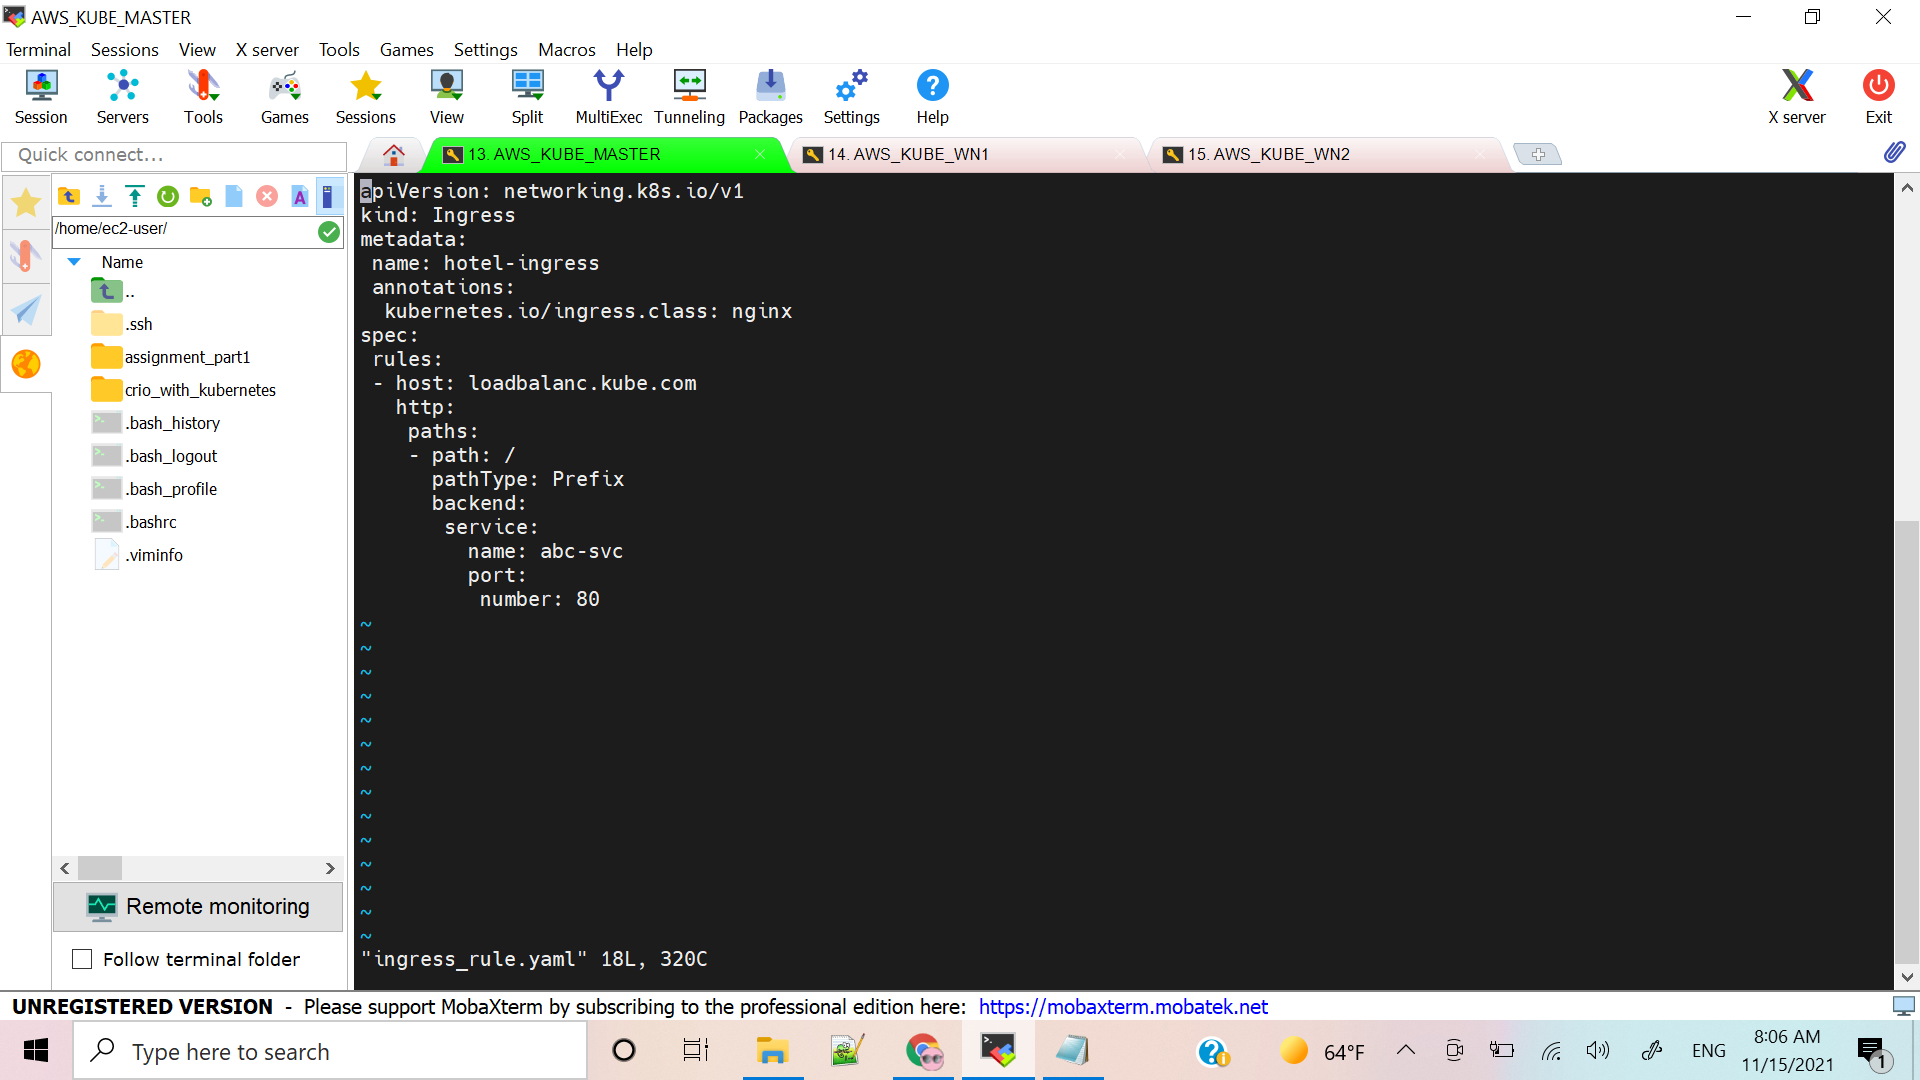 AWS_KUBE_MASTER
Terminal Sessions View X server Tools Games Settings Macros Help
Session Servers Tools Games Sessions View Split MultiExec Tunneling Packages Settings Help X server Exit
Quick connect...
13. AWS_KUBE_MASTER
14. AWS_KUBE_WN1
15. AWS_KUBE_WN2
/home/ec2-user/
Name
..
.ssh
assignment_part1
crio_with_kubernetes
.bash_history
.bash_logout
.bash_profile
.bashrc
.viminfo
Remote monitoring
Follow terminal folder
apiVersion: networking.k8s.io/v1
kind: Ingress
metadata:
 name: hotel-ingress
 annotations:
  kubernetes.io/ingress.class: nginx
spec:
 rules:
 - host: loadbalanc.kube.com
   http:
    paths:
    - path: /
      pathType: Prefix
      backend:
       service:
         name: abc-svc
         port:
          number: 80
~
~
~
~
~
~
~
~
~
~
~
~
~
~
"ingress_rule.yaml" 18L, 320C
UNREGISTERED VERSION - Please support MobaXterm by subscribing to the professional edition here: https://mobaxterm.mobatek.net
Type here to search
64°F
ENG
8:06 AM
11/15/2021
1